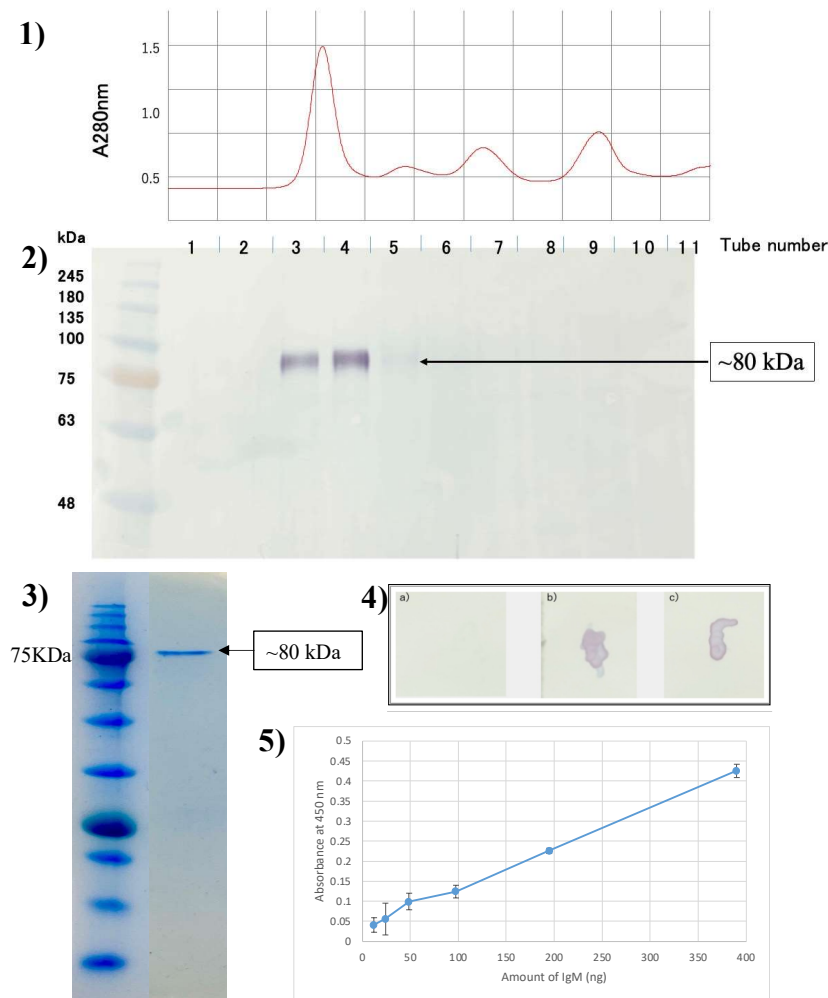 1)
A280nm
1.5
1.0
0.5
2)
kDa
1 2 3 4 5 6 7 8 9 10 11 Tube number
245
180
135
100
75
63
48
~80 kDa
3)
75KDa
~80 kDa
4)
a)
b)
c)
5)
Absorbance at 450 nm
0.5
0.45
0.4
0.35
0.3
0.25
0.2
0.15
0.1
0.05
0
0 50 100 150 200 250 300 350 400
Amount of IgM (ng)